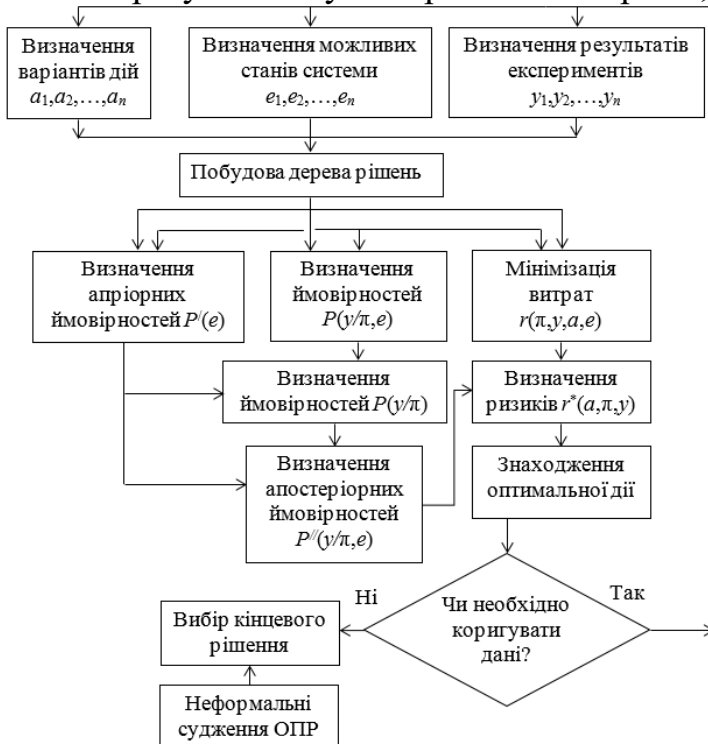 Визначення
варіантів дій
a₁,a₂,…,aₙ
Визначення можливих
станів системи
e₁,e₂,…,eₙ
Визначення результатів
експериментів
y₁,y₂,…,yₙ
Побудова дерева рішень
Визначення
апріорних
ймовірностей P/(e)
Визначення
ймовірностей
P(y/π,e)
Мінімізація
витрат
r(π,y,a,e)
Визначення
ймовірностей P(y/π)
Визначення
ризиків r*(a,π,y)
Визначення
апостеріорних
ймовірностей
P//(y/π,e)
Знаходження
оптимальної дії
Ні
Чи необхідно
коригувати
дані?
Так
Вибір кінцевого
рішення
Неформальні
судження ОПР